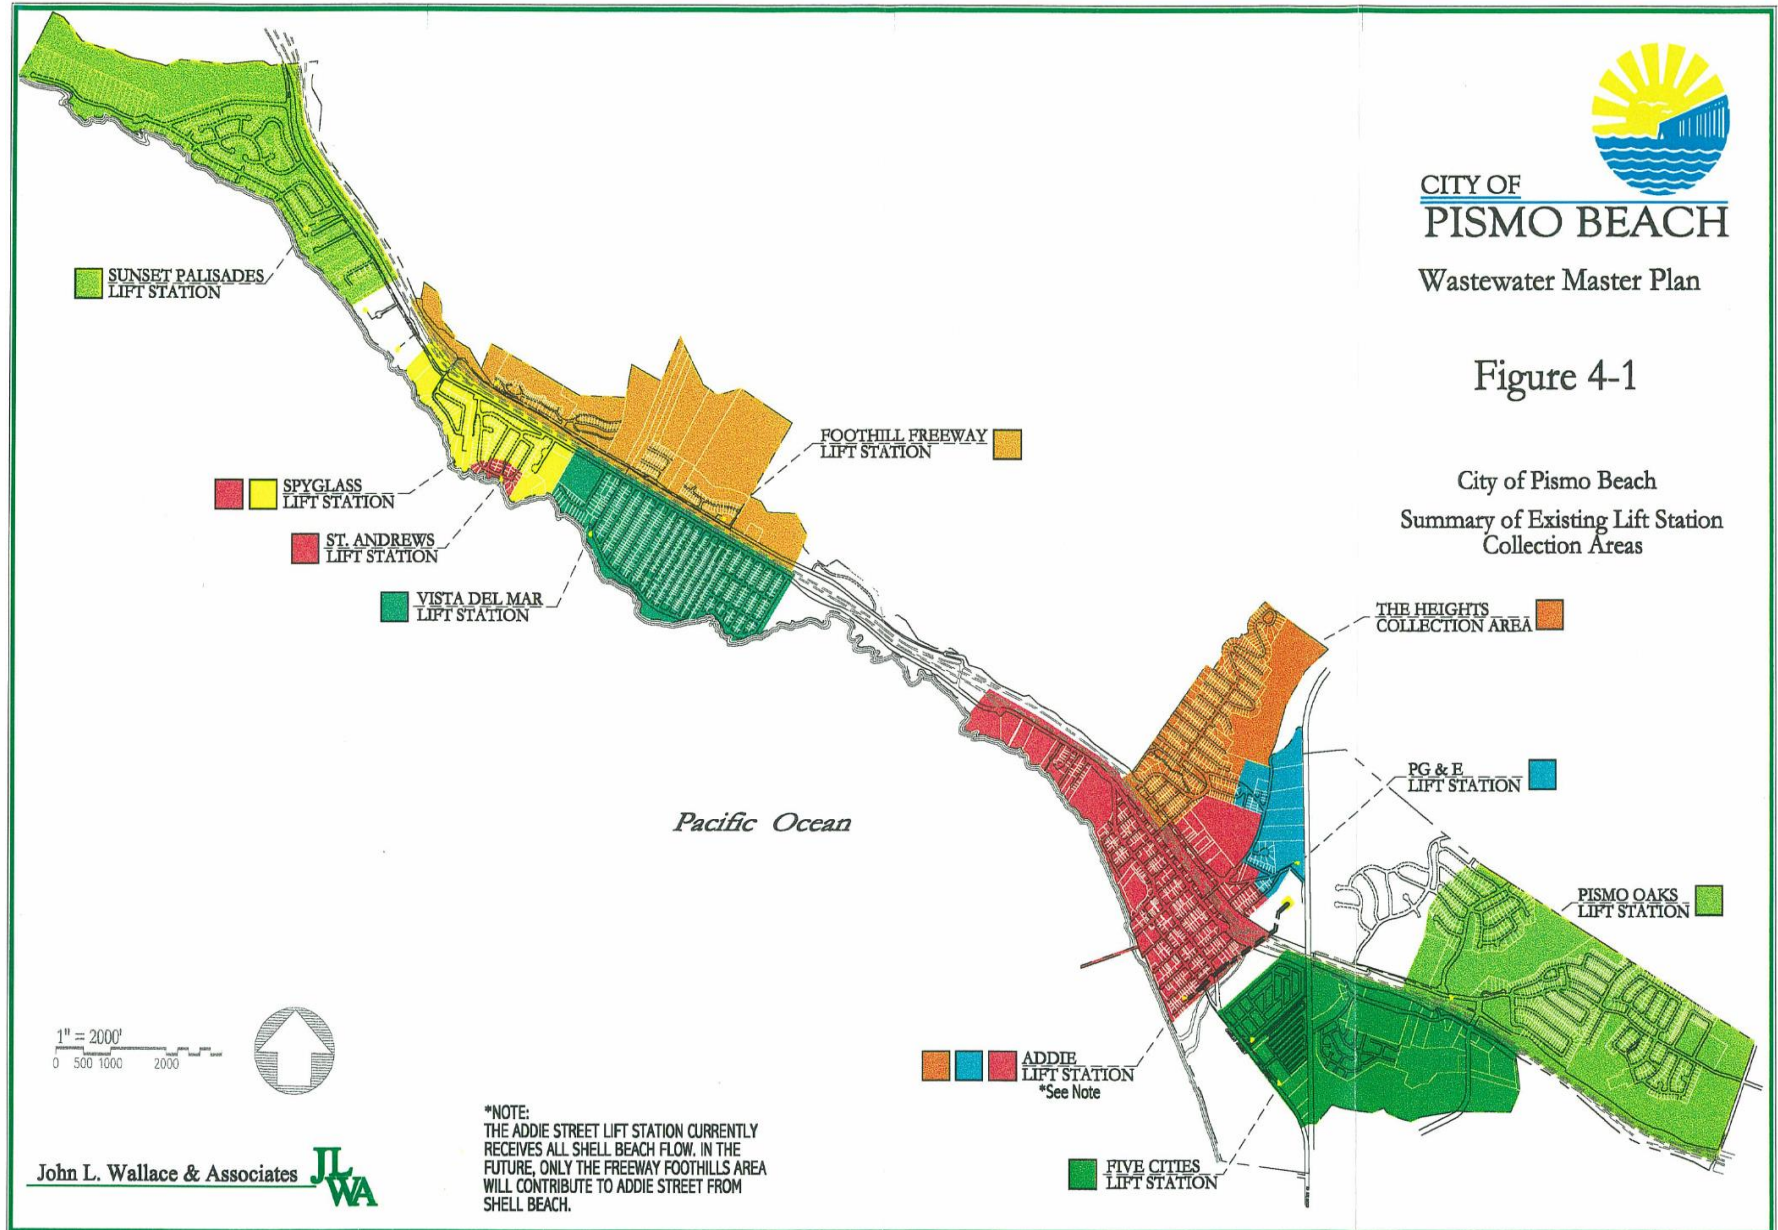 CITY OF
PISMO BEACH
Wastewater Master Plan
Figure 4-1
City of Pismo Beach
Summary of Existing Lift Station
Collection Areas
SUNSET PALISADES
LIFT STATION
FOOTHILL FREEWAY
LIFT STATION
SPYGLASS
LIFT STATION
ST. ANDREWS
LIFT STATION
VISTA DEL MAR
LIFT STATION
THE HEIGHTS
COLLECTION AREA
PG & E
LIFT STATION
Pacific Ocean
PISMO OAKS
LIFT STATION
ADDIE
LIFT STATION
*See Note
FIVE CITIES
LIFT STATION
1" = 2000'
0 500 1000 2000
*NOTE:
THE ADDIE STREET LIFT STATION CURRENTLY
RECEIVES ALL SHELL BEACH FLOW. IN THE
FUTURE, ONLY THE FREEWAY FOOTHILLS AREA
WILL CONTRIBUTE TO ADDIE STREET FROM
SHELL BEACH.
John L. Wallace & Associates
JLWA